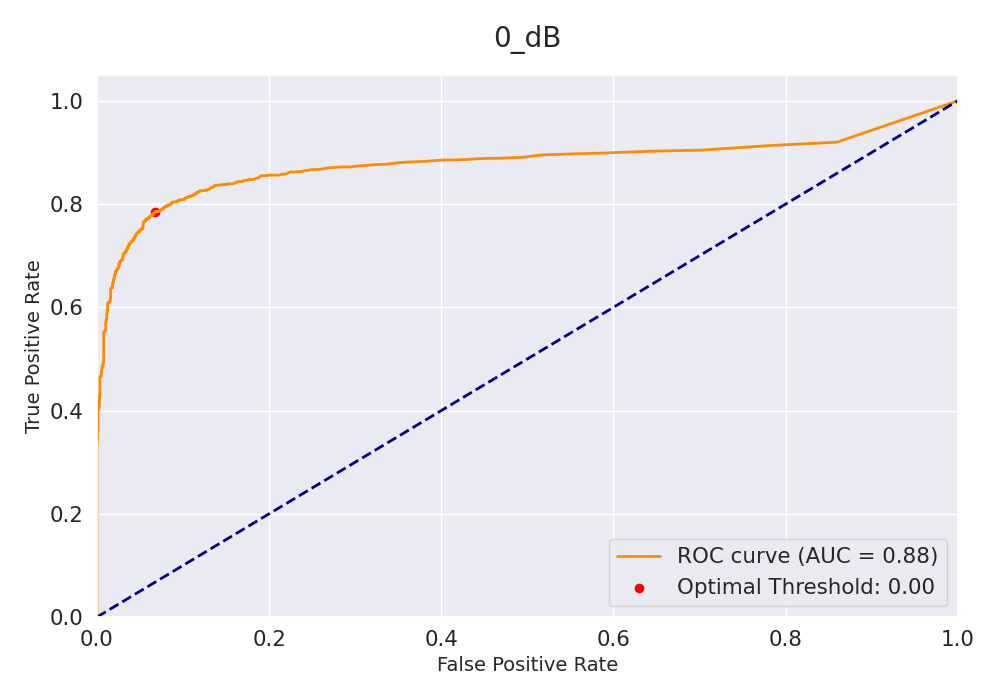 0_dB
1.0
0.8
0.6
0.4
0.2
0.0
True Positive Rate
ROC curve (AUC = 0.88)
Optimal Threshold: 0.00
0.0 0.2 0.4 0.6 0.8 1.0
False Positive Rate